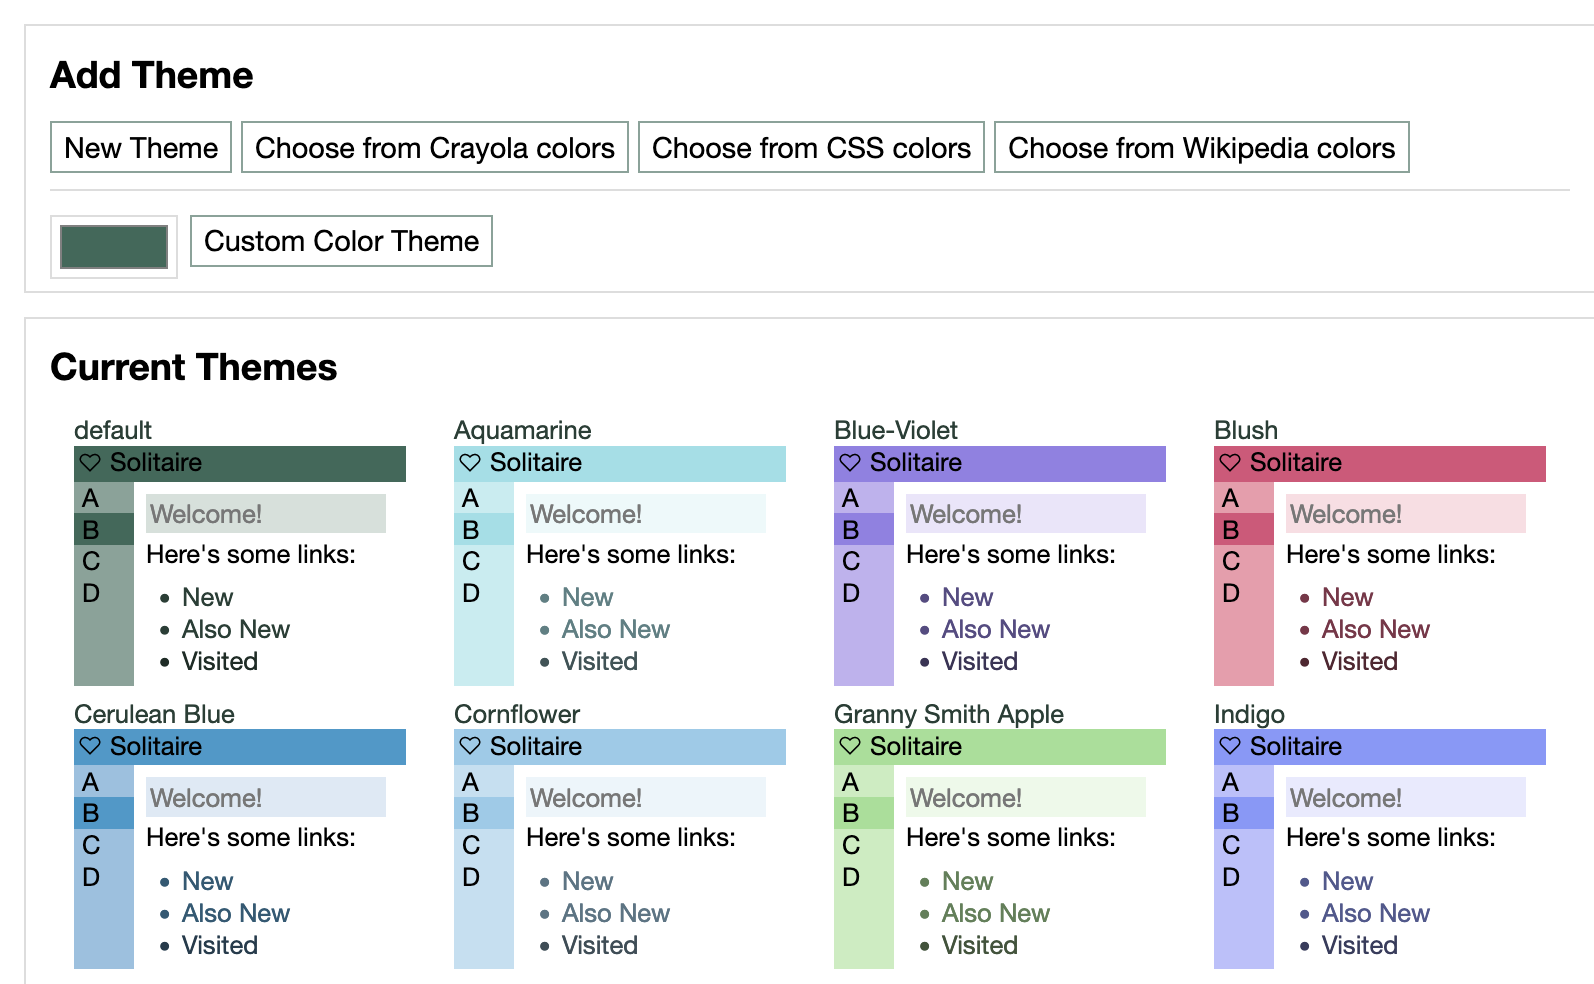 Add Theme
New Theme Choose from Crayola colors Choose from CSS colors Choose from Wikipedia colors
Custom Color Theme
Current Themes
default
Solitaire
A
B
C
D
Welcome!
Here's some links:
New
Also New
Visited
Aquamarine
Solitaire
A
B
C
D
Welcome!
Here's some links:
New
Also New
Visited
Blue-Violet
Solitaire
A
B
C
D
Welcome!
Here's some links:
New
Also New
Visited
Blush
Solitaire
A
B
C
D
Welcome!
Here's some links:
New
Also New
Visited
Cerulean Blue
Solitaire
A
B
C
D
Welcome!
Here's some links:
New
Also New
Visited
Cornflower
Solitaire
A
B
C
D
Welcome!
Here's some links:
New
Also New
Visited
Granny Smith Apple
Solitaire
A
B
C
D
Welcome!
Here's some links:
New
Also New
Visited
Indigo
Solitaire
A
B
C
D
Welcome!
Here's some links:
New
Also New
Visited